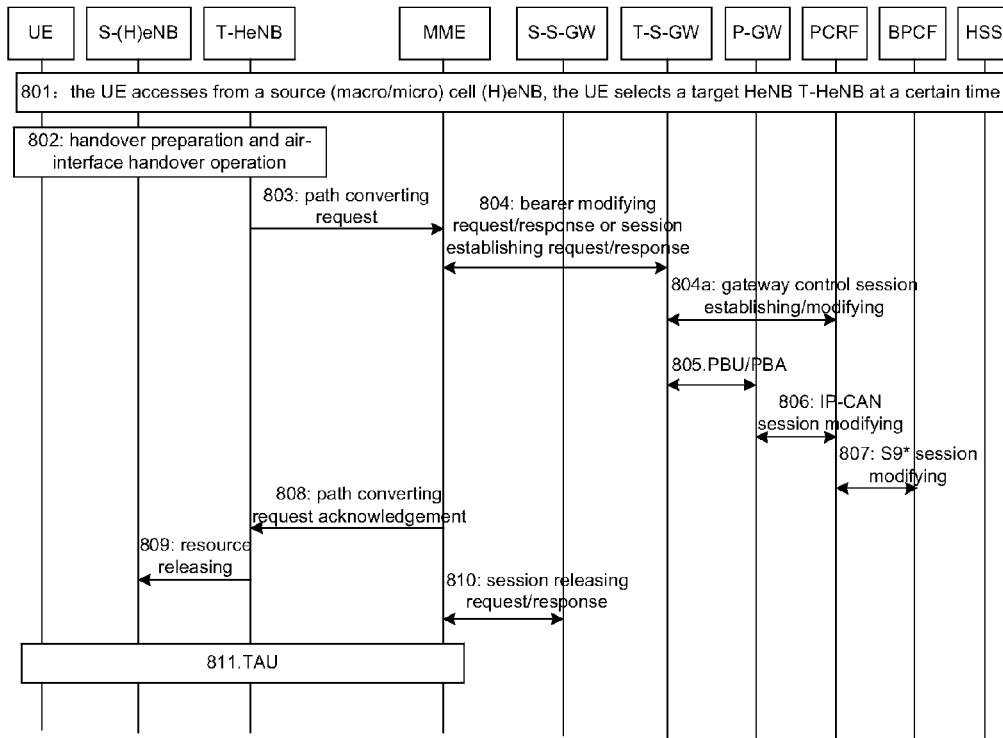 UE S-(H)eNB T-HeNB MME S-S-GW T-S-GW P-GW PCRF BPCF HSS
801: the UE accesses from a source (macro/micro) cell (H)eNB, the UE selects a target HeNB T-HeNB at a certain time
802: handover preparation and air-
interface handover operation
803: path converting
request
804: bearer modifying
request/response or session
establishing request/response
804a: gateway control session
establishing/modifying
805.PBU/PBA
806: IP-CAN
session modifying
807: S9* session
modifying
808: path converting
request acknowledgement
809: resource
releasing
810: session releasing
request/response
811.TAU